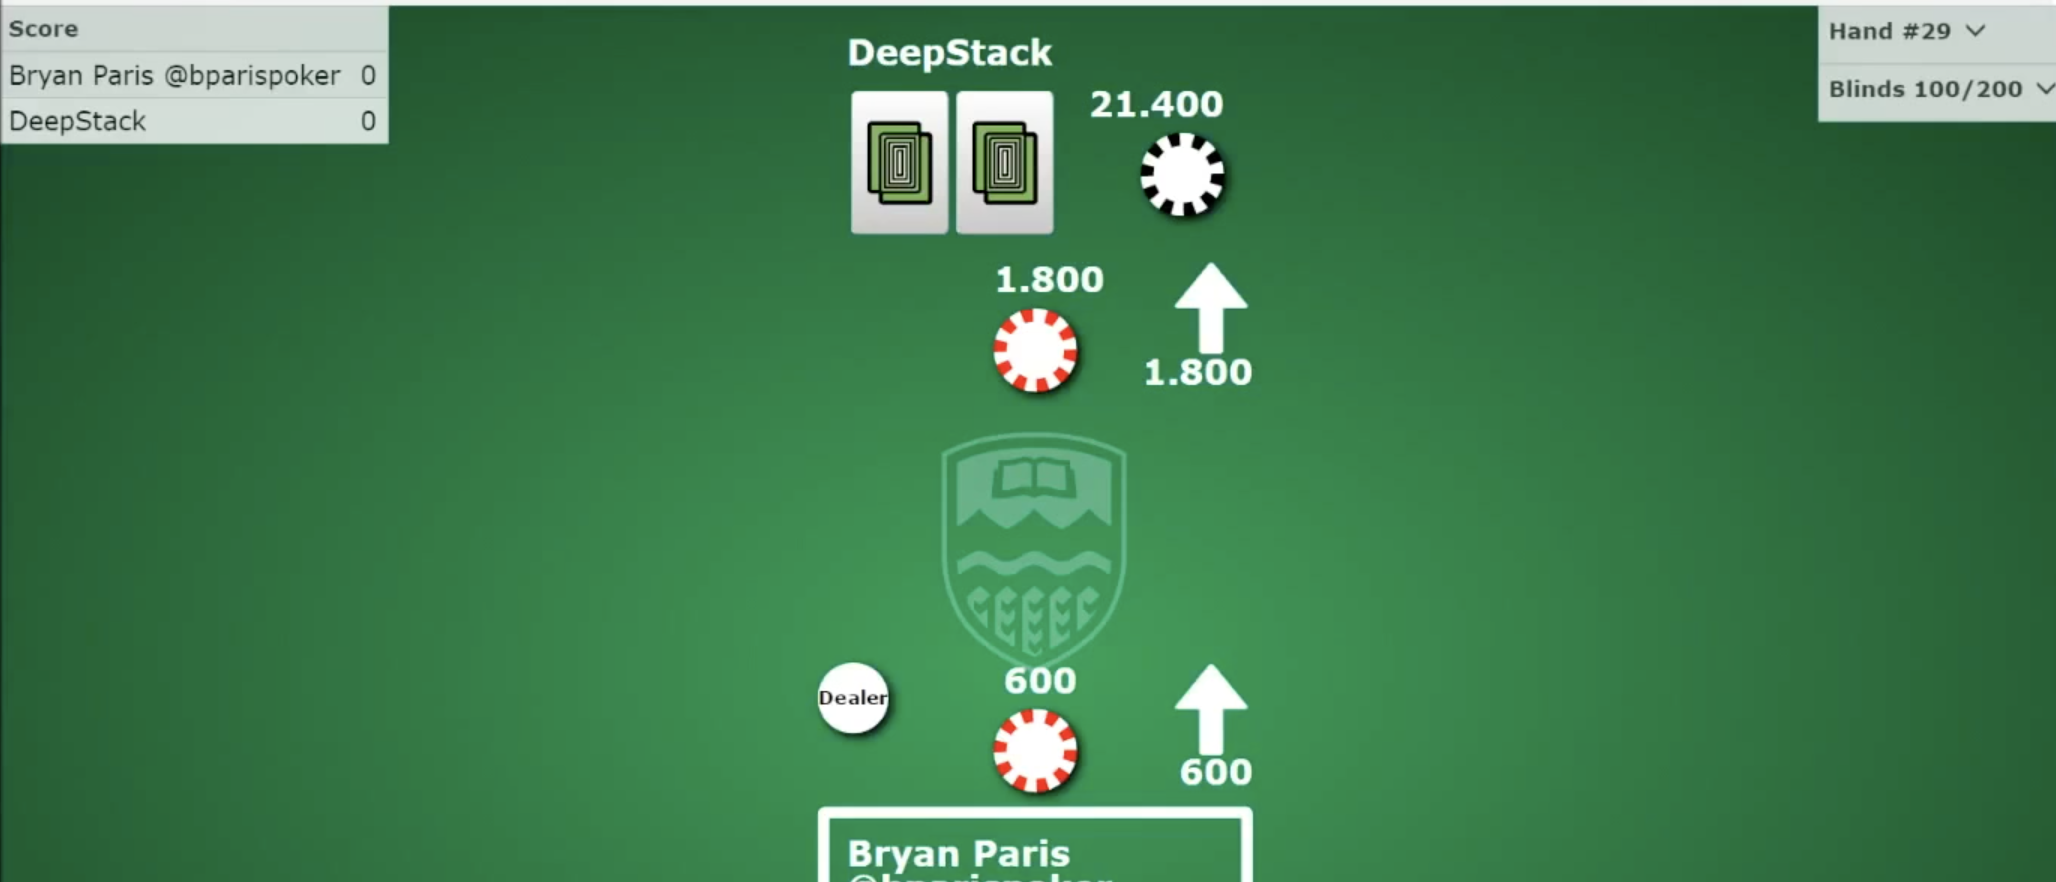 Score
Bryan Paris @bparispoker 0
DeepStack 0
DeepStack
21.400
1.800
1.800
Hand #29
Blinds 100/200
Dealer
600
600
Bryan Paris
@bparispoker